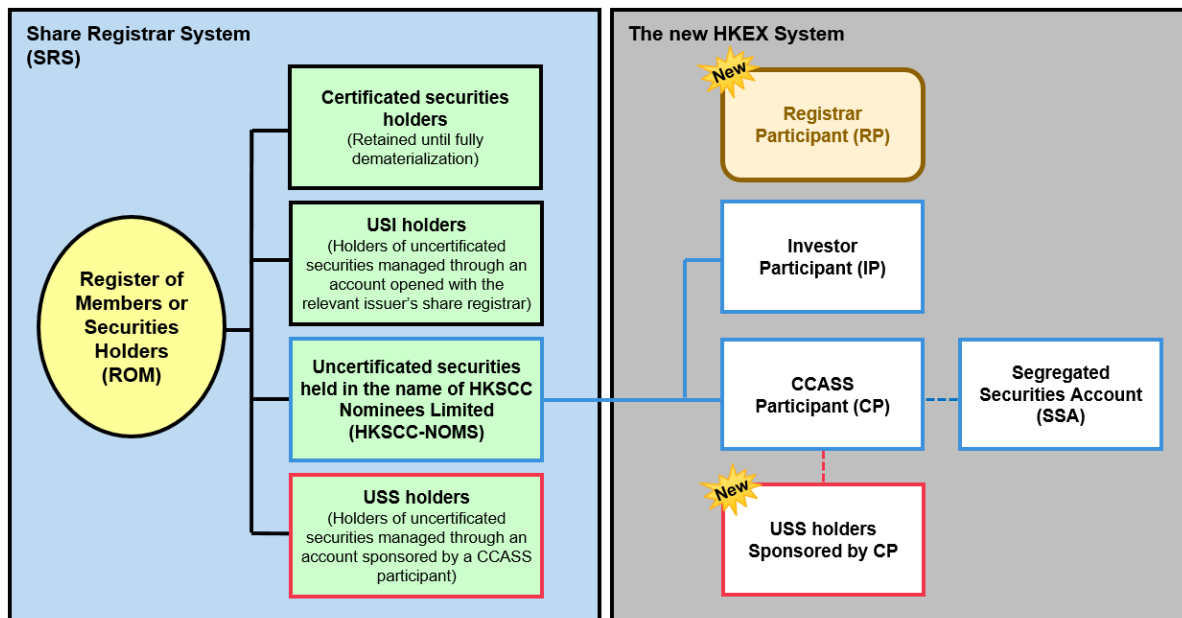 Share Registrar System
(SRS)
Register of
Members or
Securities
Holders
(ROM)
Certificated securities
holders
(Retained until fully
dematerialization)
USI holders
(Holders of uncertificated
securities managed through an
account opened with the
relevant issuer's share registrar)
Uncertificated securities
held in the name of HKSCC
Nominees Limited
(HKSCC-NOMS)
USS holders
(Holders of uncertificated
securities managed through an
account sponsored by a CCASS
participant)
The new HKEX System
New
Registrar
Participant (RP)
Investor
Participant (IP)
CCASS
Participant (CP)
Segregated
Securities Account
(SSA)
New
USS holders
Sponsored by CP